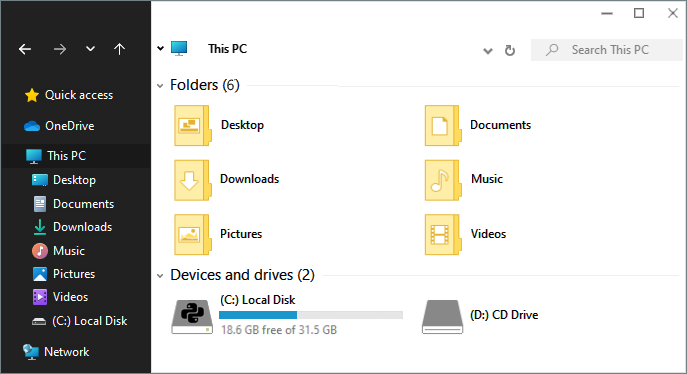 This PC
Search This PC
Quick access
OneDrive
This PC
Desktop
Documents
Downloads
Music
Pictures
Videos
(C:) Local Disk
Network
Folders (6)
Desktop
Documents
Downloads
Music
Pictures
Videos
Devices and drives (2)
(C:) Local Disk
18.6 GB free of 31.5 GB
(D:) CD Drive